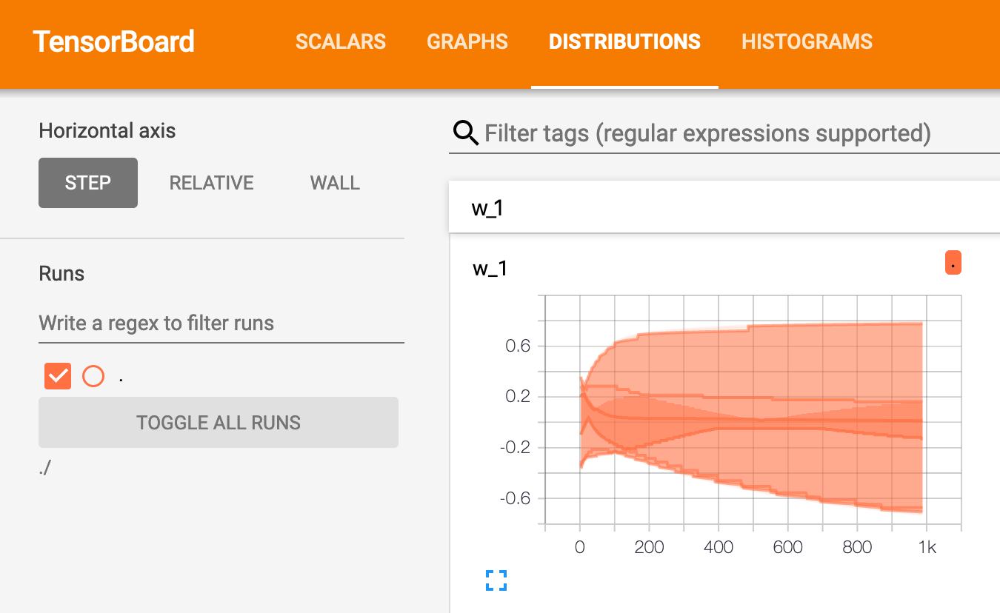 TensorBoard SCALARS GRAPHS DISTRIBUTIONS HISTOGRAMS
Horizontal axis
STEP RELATIVE WALL
Runs
Write a regex to filter runs
.
TOGGLE ALL RUNS
./
Filter tags (regular expressions supported)
w_1
w_1
.
0.6
0.2
-0.2
-0.6
0 200 400 600 800 1k